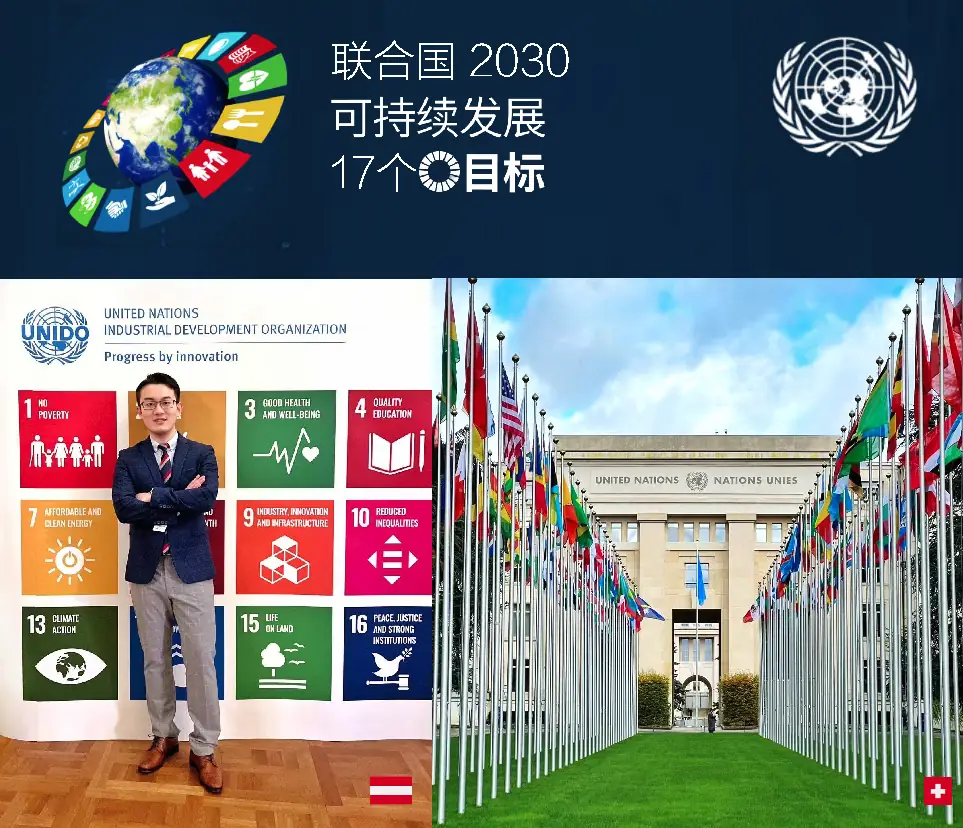 联合国 2030
可持续发展
17个目标
UNIDO
UNITED NATIONS
INDUSTRIAL DEVELOPMENT ORGANIZATION
Progress by innovation
1 NO
POVERTY
3 GOOD HEALTH
AND WELL-BEING
4 QUALITY
EDUCATION
7 AFFORDABLE AND
CLEAN ENERGY
9 INDUSTRY, INNOVATION
AND INFRASTRUCTURE
10 REDUCED
INEQUALITIES
13 CLIMATE
ACTION
15 LIFE
ON LAND
16 PEACE, JUSTICE
AND STRONG
INSTITUTIONS
UNITED NATIONS NATIONS UNIES